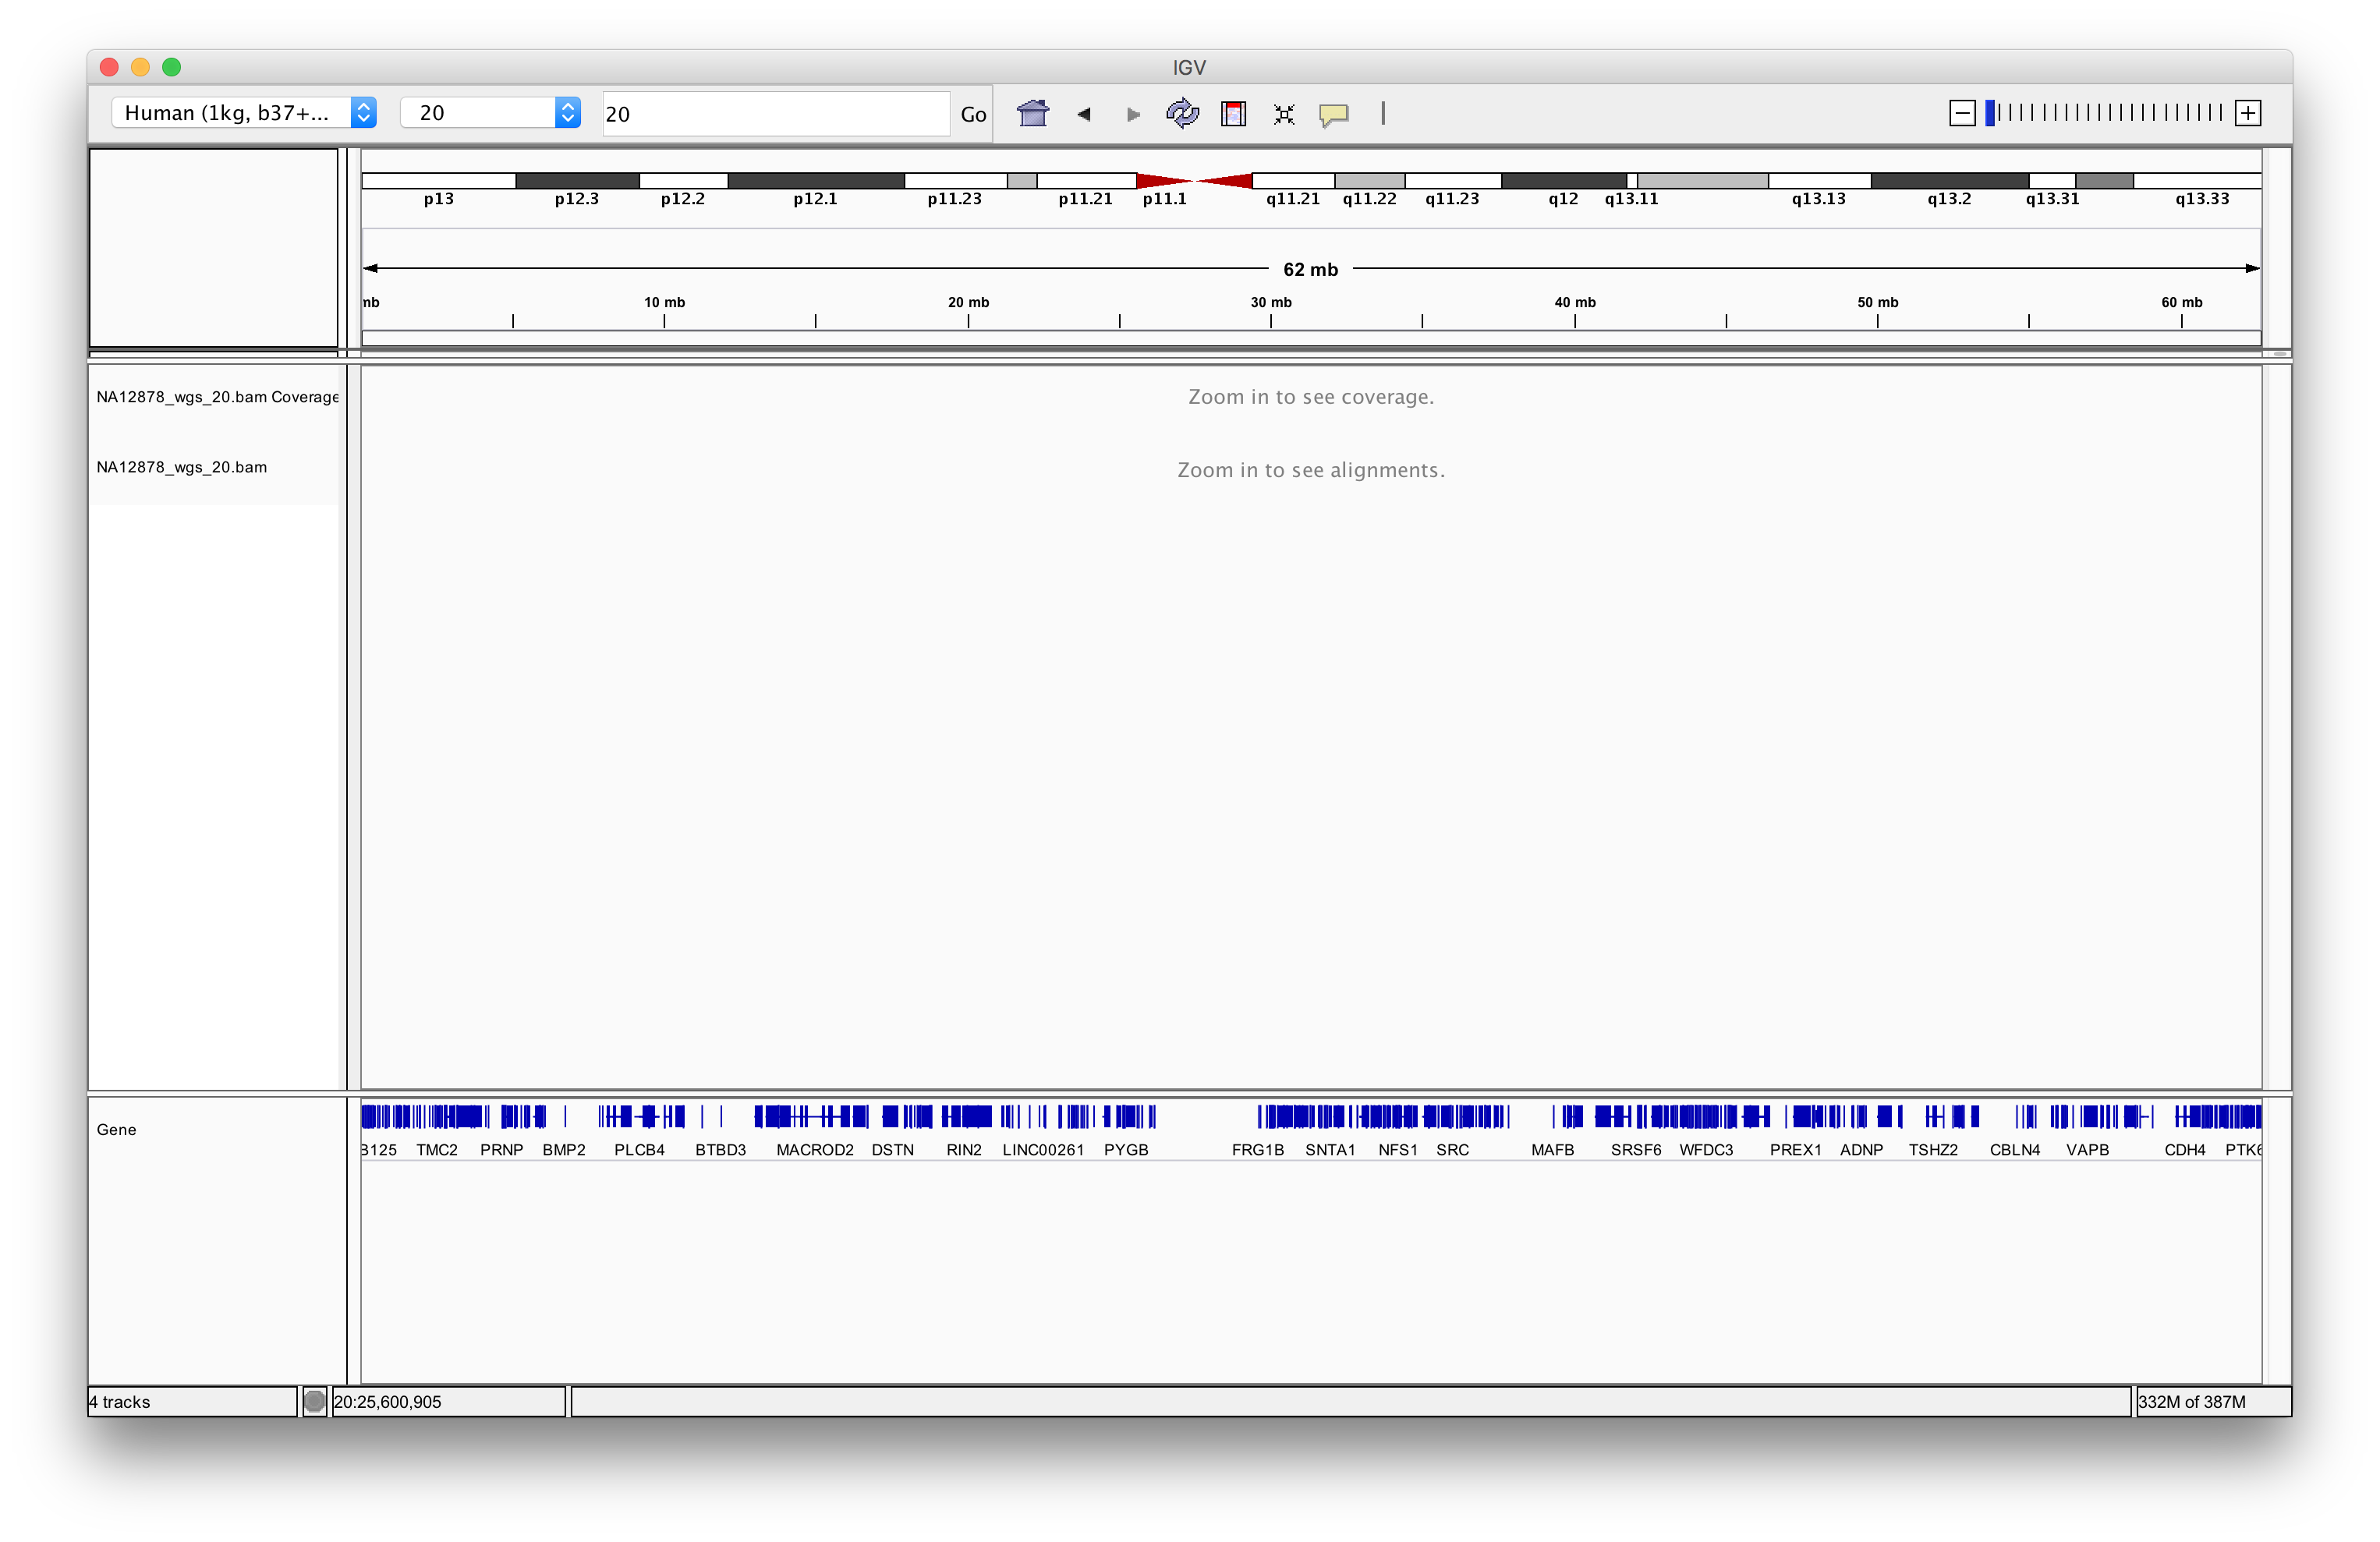 IGV
Human (1kg, b37+... 20 20 Go
p13 p12.3 p12.2 p12.1 p11.23 p11.21 p11.1 q11.21 q11.22 q11.23 q12 q13.11 q13.13 q13.2 q13.31 q13.33
62 mb
mb 10 mb 20 mb 30 mb 40 mb 50 mb 60 mb
NA12878_wgs_20.bam Coverage Zoom in to see coverage.
NA12878_wgs_20.bam Zoom in to see alignments.
Gene
B125 TMC2 PRNP BMP2 PLCB4 BTBD3 MACROD2 DSTN RIN2 LINC00261 PYGB FRG1B SNTA1 NFS1 SRC MAFB SRSF6 WFDC3 PREX1 ADNP TSHZ2 CBLN4 VAPB CDH4 PTK6
4 tracks 20:25,600,905 332M of 387M